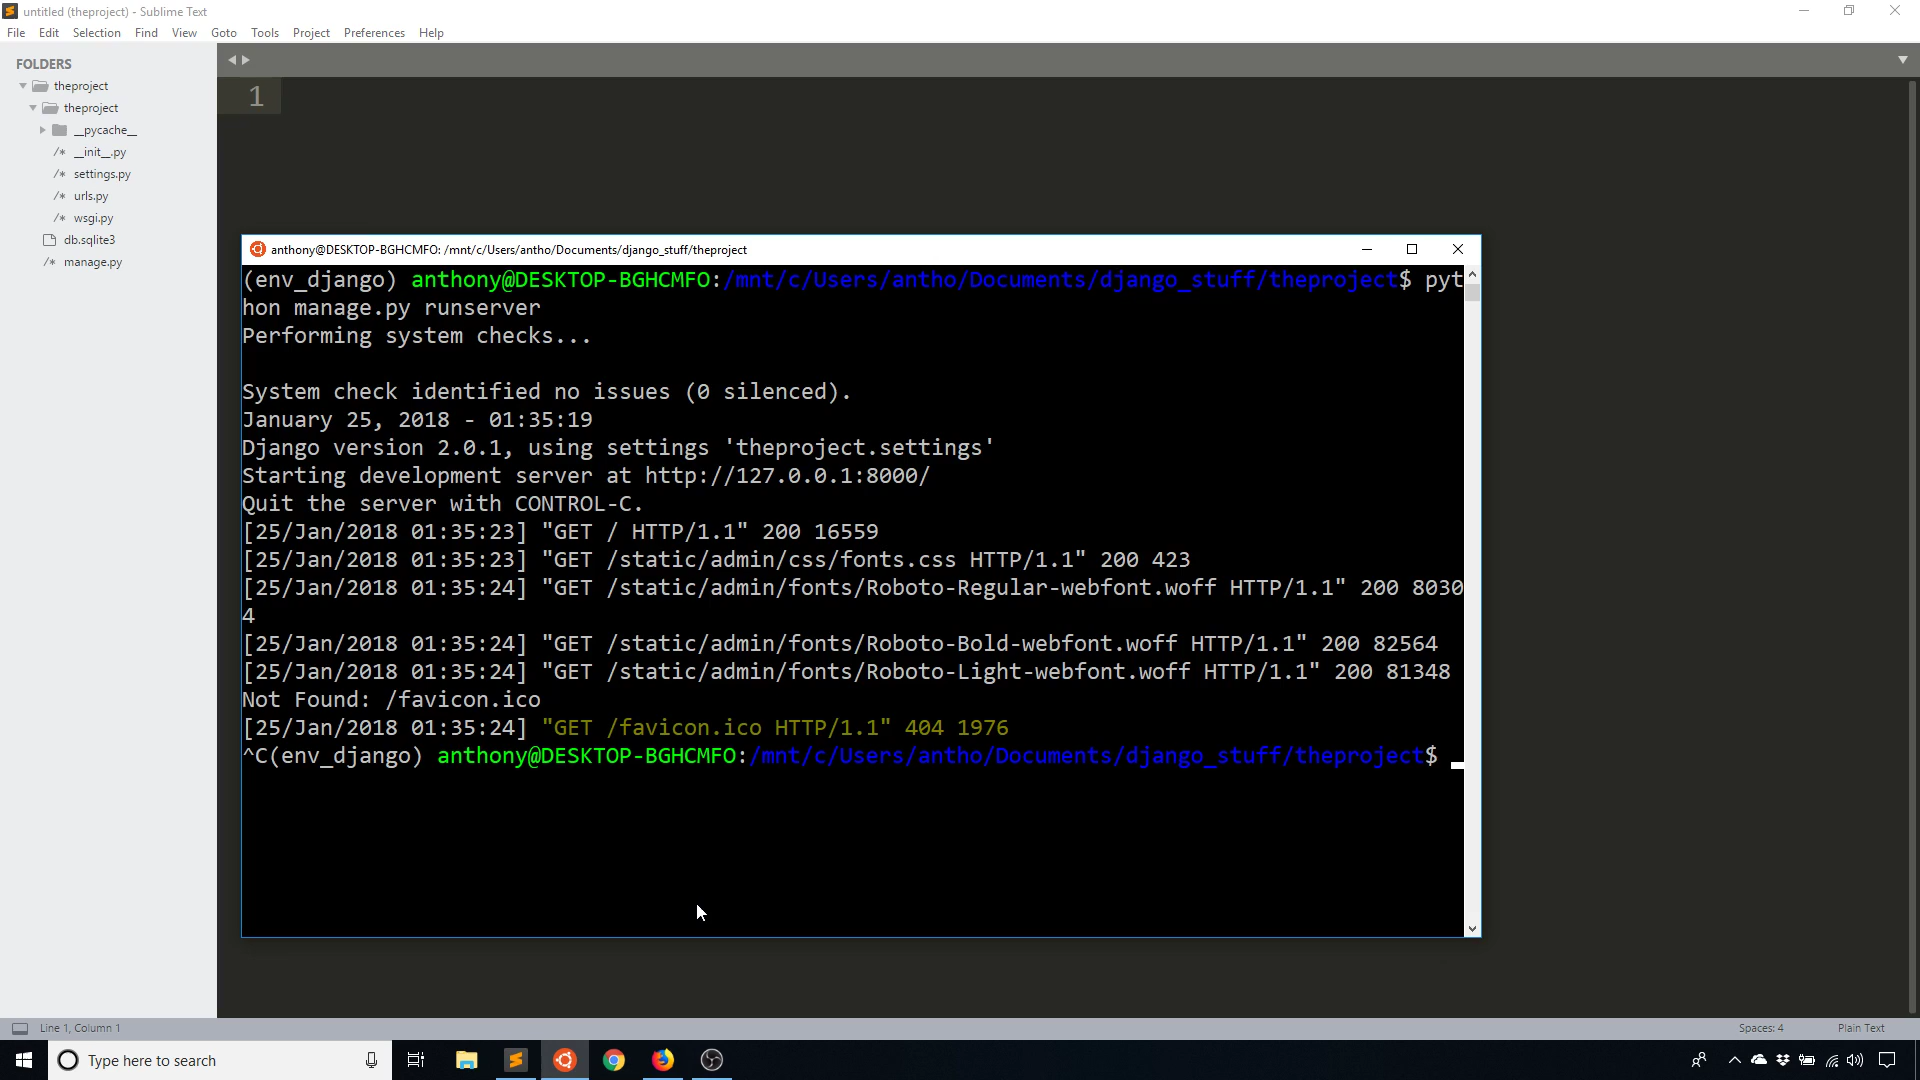 untitled (theproject) - Sublime Text
File Edit Selection Find View Goto Tools Project Preferences Help
FOLDERS
theproject
theproject
__pycache__
/* __init__.py
/* settings.py
/* urls.py
/* wsgi.py
db.sqlite3
/* manage.py
1
anthony@DESKTOP-BGHCMFO: /mnt/c/Users/antho/Documents/django_stuff/theproject
(env_django) anthony@DESKTOP-BGHCMFO:/mnt/c/Users/antho/Documents/django_stuff/theproject$ pyt
hon manage.py runserver
Performing system checks...
System check identified no issues (0 silenced).
January 25, 2018 - 01:35:19
Django version 2.0.1, using settings 'theproject.settings'
Starting development server at http://127.0.0.1:8000/
Quit the server with CONTROL-C.
[25/Jan/2018 01:35:23] "GET / HTTP/1.1" 200 16559
[25/Jan/2018 01:35:23] "GET /static/admin/css/fonts.css HTTP/1.1" 200 423
[25/Jan/2018 01:35:24] "GET /static/admin/fonts/Roboto-Regular-webfont.woff HTTP/1.1" 200 8030
4
[25/Jan/2018 01:35:24] "GET /static/admin/fonts/Roboto-Bold-webfont.woff HTTP/1.1" 200 82564
[25/Jan/2018 01:35:24] "GET /static/admin/fonts/Roboto-Light-webfont.woff HTTP/1.1" 200 81348
Not Found: /favicon.ico
[25/Jan/2018 01:35:24] "GET /favicon.ico HTTP/1.1" 404 1976
^C(env_django) anthony@DESKTOP-BGHCMFO:/mnt/c/Users/antho/Documents/django_stuff/theproject$
Line 1, Column 1
Spaces: 4
Plain Text
Type here to search